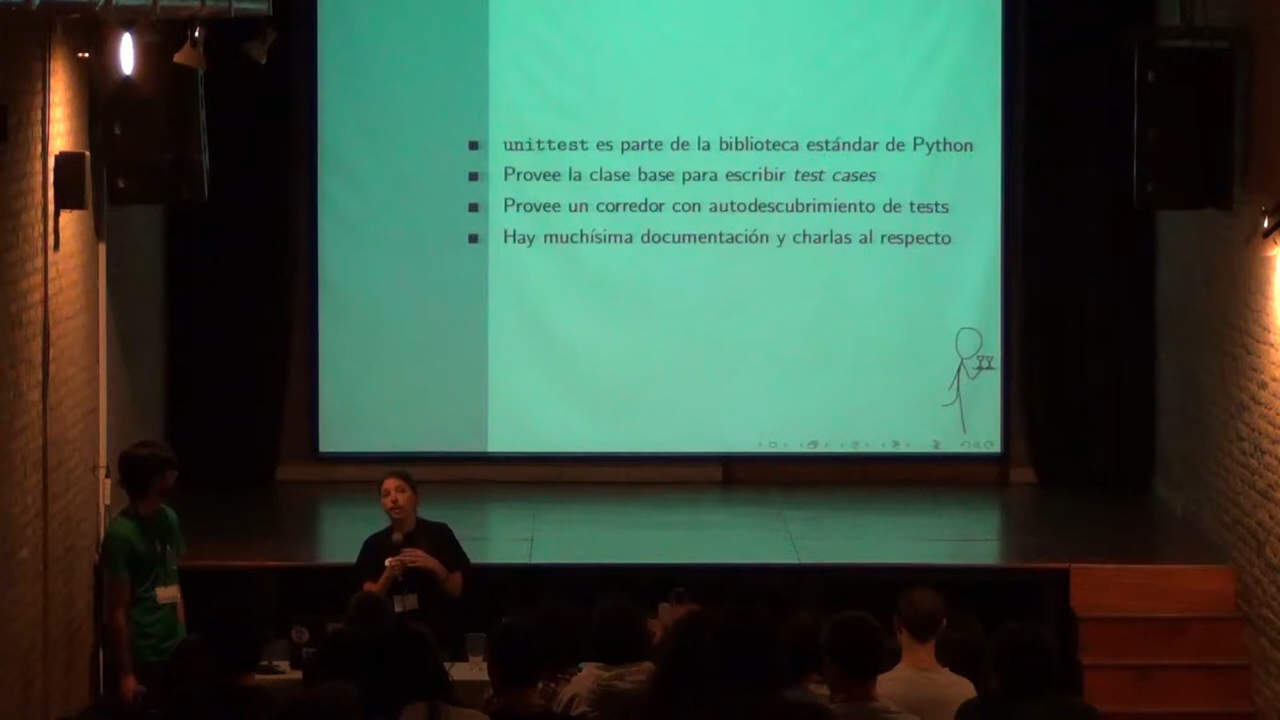 unittest es parte de la biblioteca estándar de Python
Provee la clase base para escribir test cases
Provee un corredor con autodescubrimiento de tests
Hay muchísima documentación y charlas al respecto